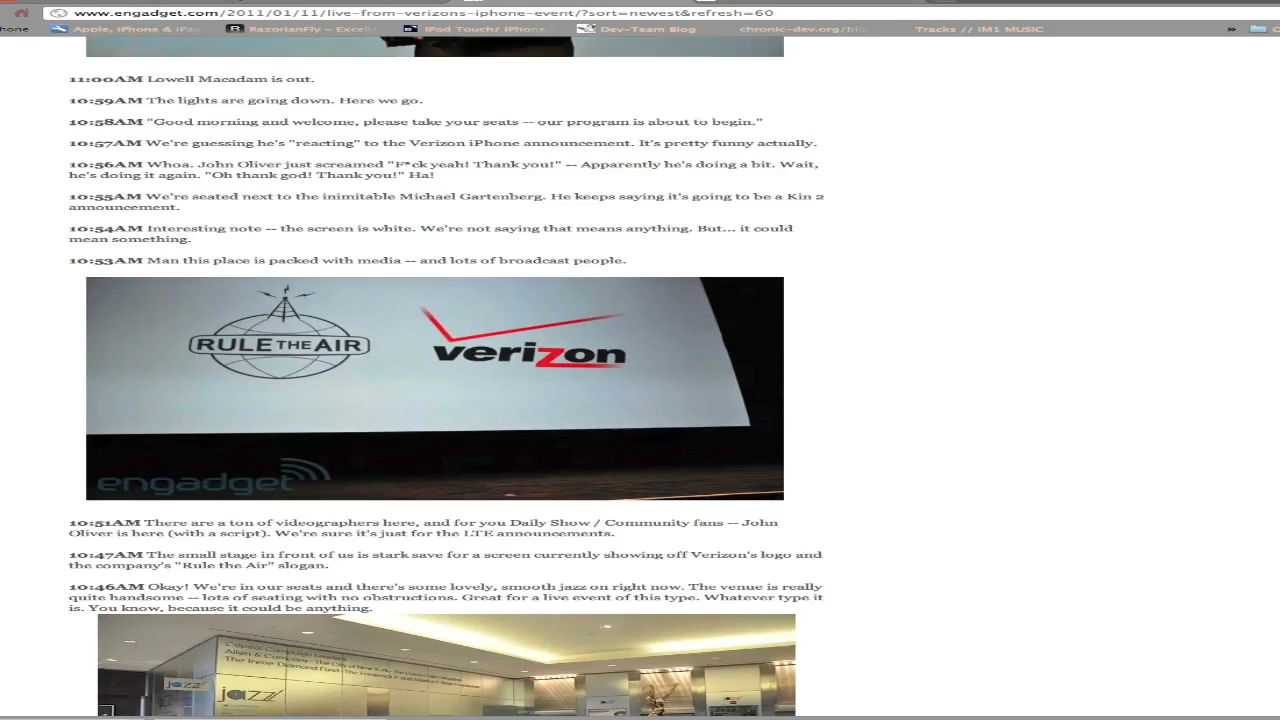 www.engadget.com/2011/01/11/live-from-verizons-iphone-event/?sort=newest&refresh=60
hone Apple, iPhone & iPa RazorianFly – Excelle iPod Touch/ iPhone Dev-Team Blog chronic-dev.org/blo Tracks // iM1 MUSIC »
11:00AM Lowell Macadam is out.
10:59AM The lights are going down. Here we go.
10:58AM "Good morning and welcome, please take your seats -- our program is about to begin."
10:57AM We're guessing he's "reacting" to the Verizon iPhone announcement. It's pretty funny actually.
10:56AM Whoa. John Oliver just screamed "F*ck yeah! Thank you!" -- Apparently he's doing a bit. Wait,
he's doing it again. "Oh thank god! Thank you!" Ha!
10:55AM We're seated next to the inimitable Michael Gartenberg. He keeps saying it's going to be a Kin 2
announcement.
10:54AM Interesting note -- the screen is white. We're not saying that means anything. But... it could
mean something.
10:53AM Man this place is packed with media -- and lots of broadcast people.
RULE THE AIR
verizon
engadget
10:51AM There are a ton of videographers here, and for you Daily Show / Community fans -- John
Oliver is here (with a script). We're sure it's just for the LTE announcements.
10:47AM The small stage in front of us is stark save for a screen currently showing off Verizon's logo and
the company's "Rule the Air" slogan.
10:46AM Okay! We're in our seats and there's some lovely, smooth jazz on right now. The venue is really
quite handsome -- lots of seating with no obstructions. Great for a live event of this type. Whatever type it
is. You know, because it could be anything.
Capital Campaign Leaders
Allen & Company
The Irene Diamond Fund
jazz
jazz